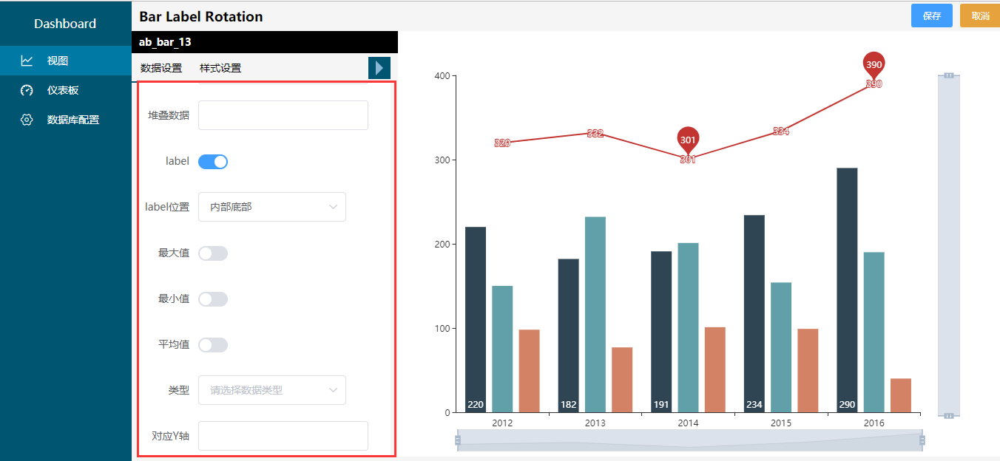 Dashboard
视图
仪表板
数据库配置
Bar Label Rotation
保存
取消
ab_bar_13
数据设置 样式设置
堆叠数据
label
label位置 内部底部
最大值
最小值
平均值
类型 请选择数据类型
对应Y轴
400
300
200
100
0
390
390
301
320
332
301
334
220
182
191
234
290
2012 2013 2014 2015 2016